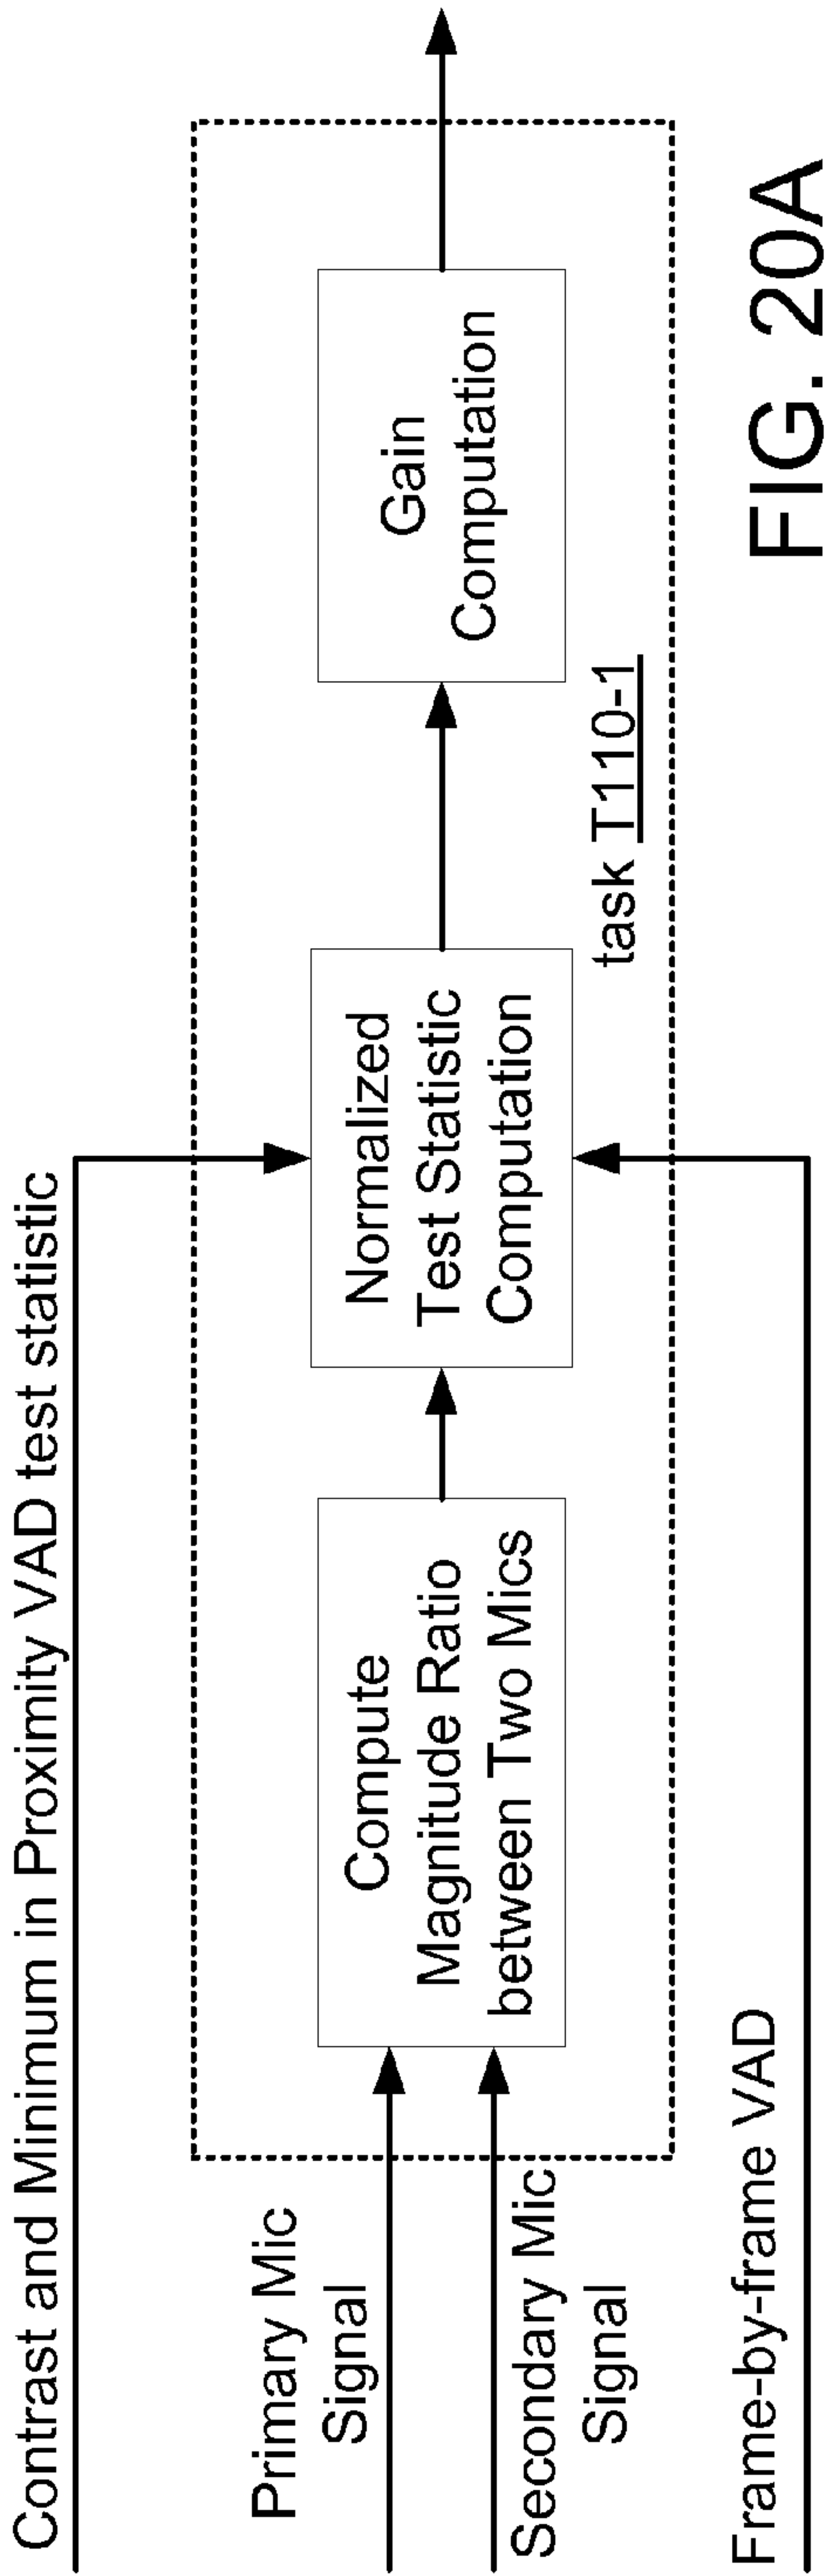 Contrast and Minimum in Proximity VAD test statistic
Primary Mic
Signal
Secondary Mic
Signal
Compute
Magnitude Ratio
between Two Mics
Normalized
Test Statistic
Computation
Gain
Computation
task T110-1
Frame-by-frame VAD
FIG. 20A